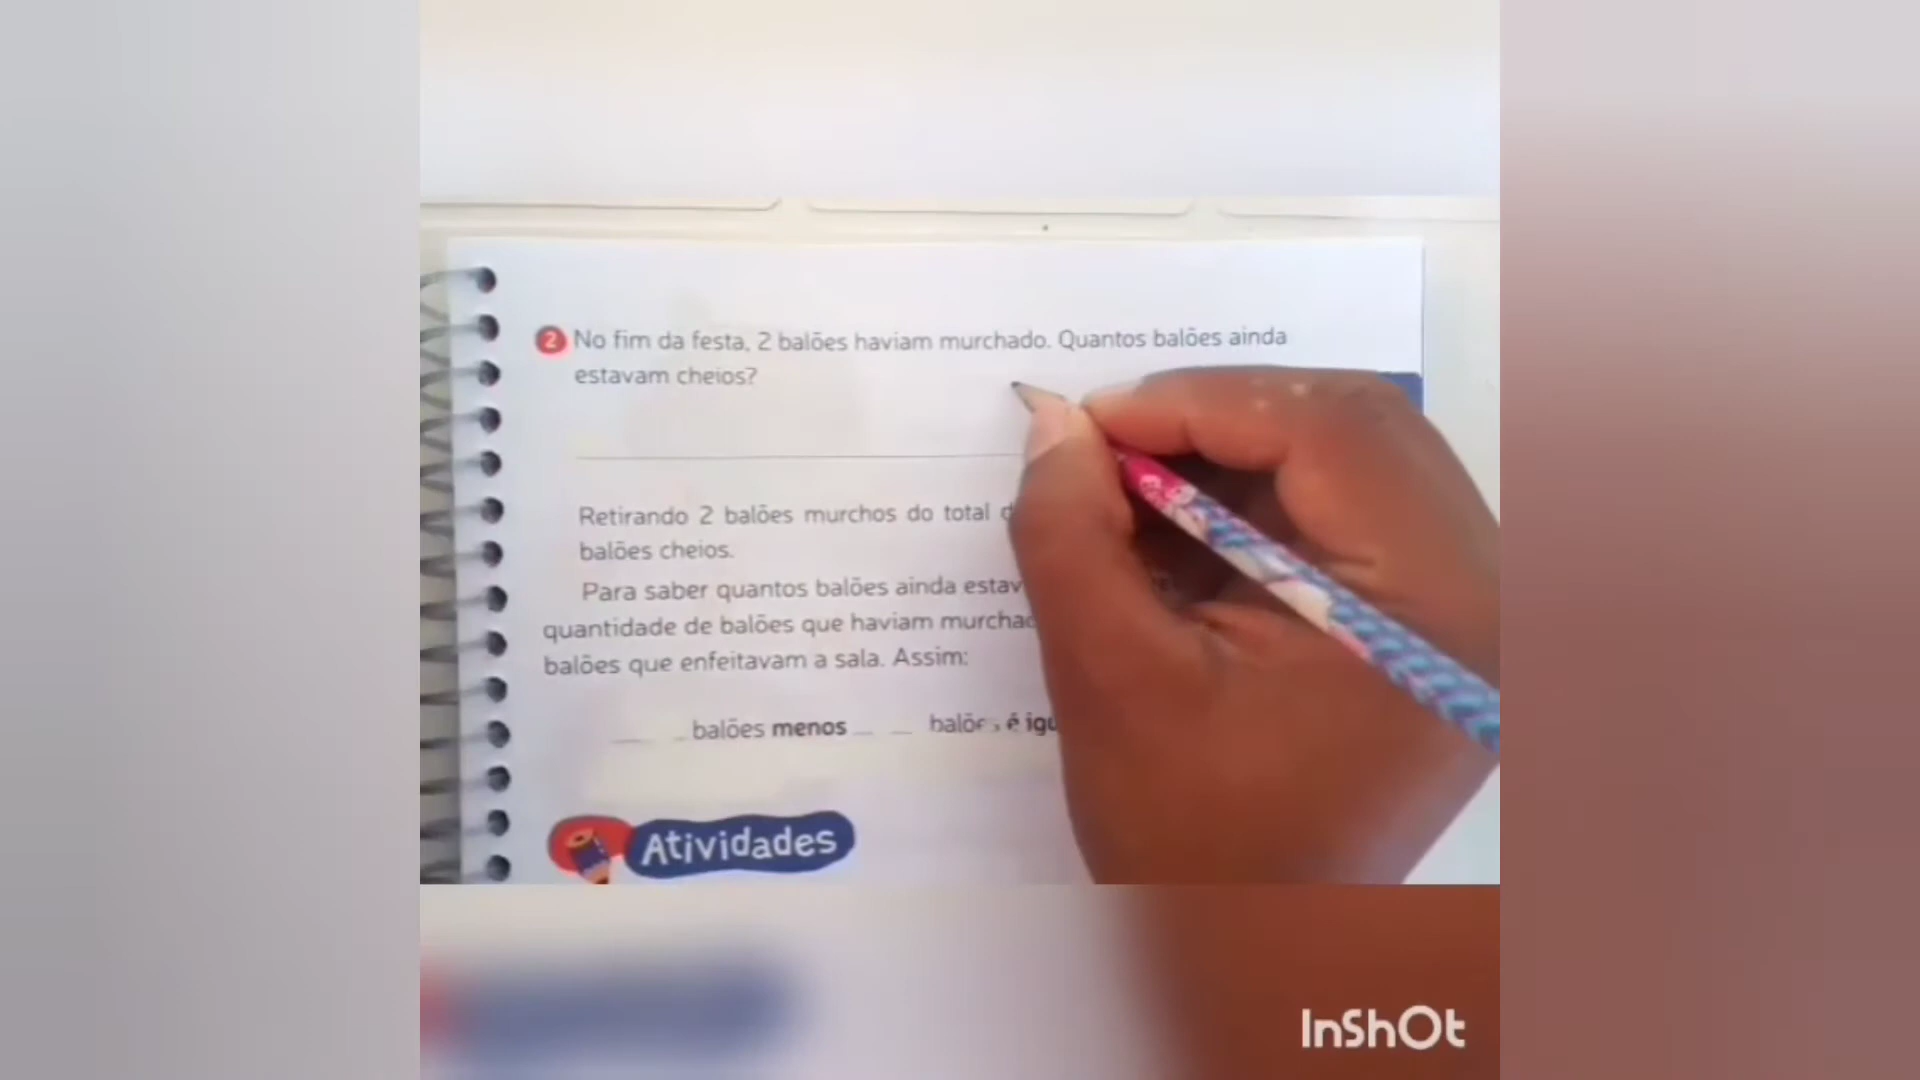 2 No fim da festa, 2 balões haviam murchado. Quantos balões ainda
estavam cheios?
Retirando 2 balões murchos do total
balões cheios.
Para saber quantos balões ainda
quantidade de balões que haviam
balões que enfeitavam a sala. Assim:
balões menos balões é
Atividades
InShOt